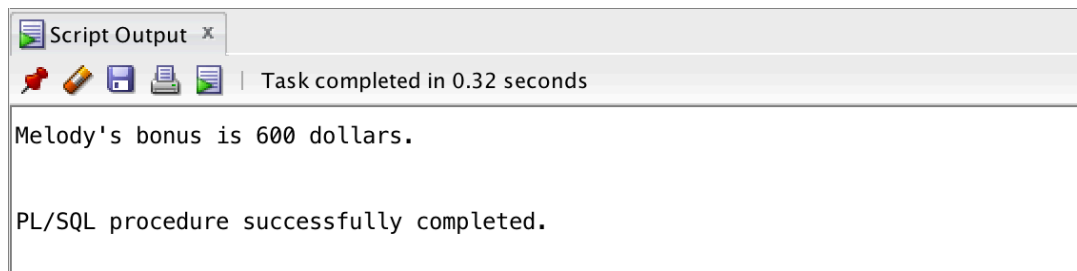 Script Output x
Task completed in 0.32 seconds
Melody's bonus is 600 dollars.
PL/SQL procedure successfully completed.